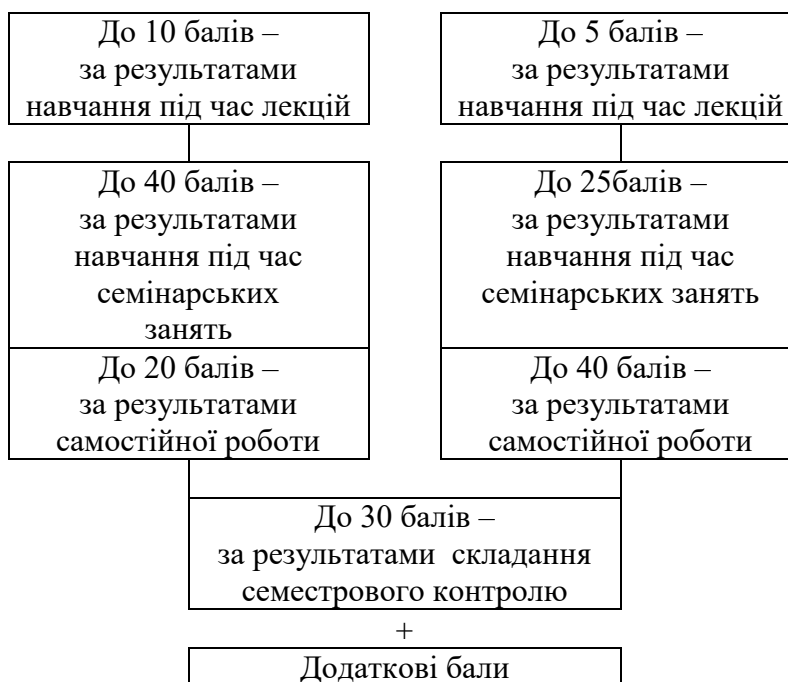 До 10 балів –
за результатами
навчання під час лекцій
До 5 балів –
за результатами
навчання під час лекцій
До 40 балів –
за результатами
навчання під час
семінарських
занять
До 25балів –
за результатами
навчання під час
семінарських занять
До 20 балів –
за результатами
самостійної роботи
До 40 балів –
за результатами
самостійної роботи
До 30 балів –
за результатами складання
семестрового контролю
+
Додаткові бали